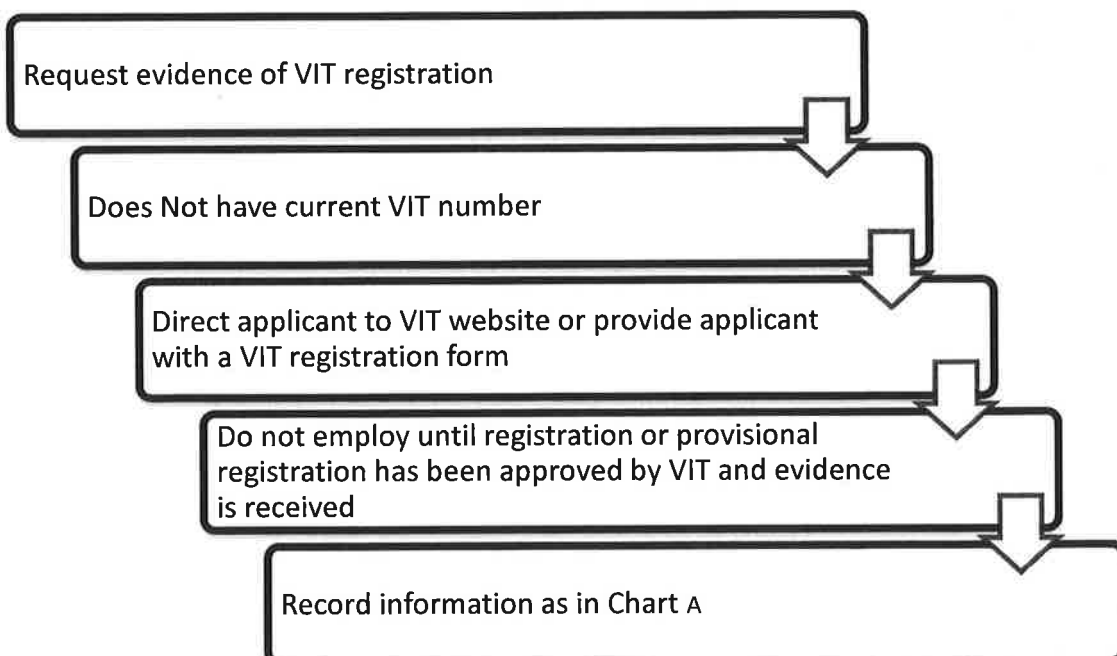 Request evidence of VIT registration
Does Not have current VIT number
Direct applicant to VIT website or provide applicant
with a VIT registration form
Do not employ until registration or provisional
registration has been approved by VIT and evidence
is received
Record information as in Chart A